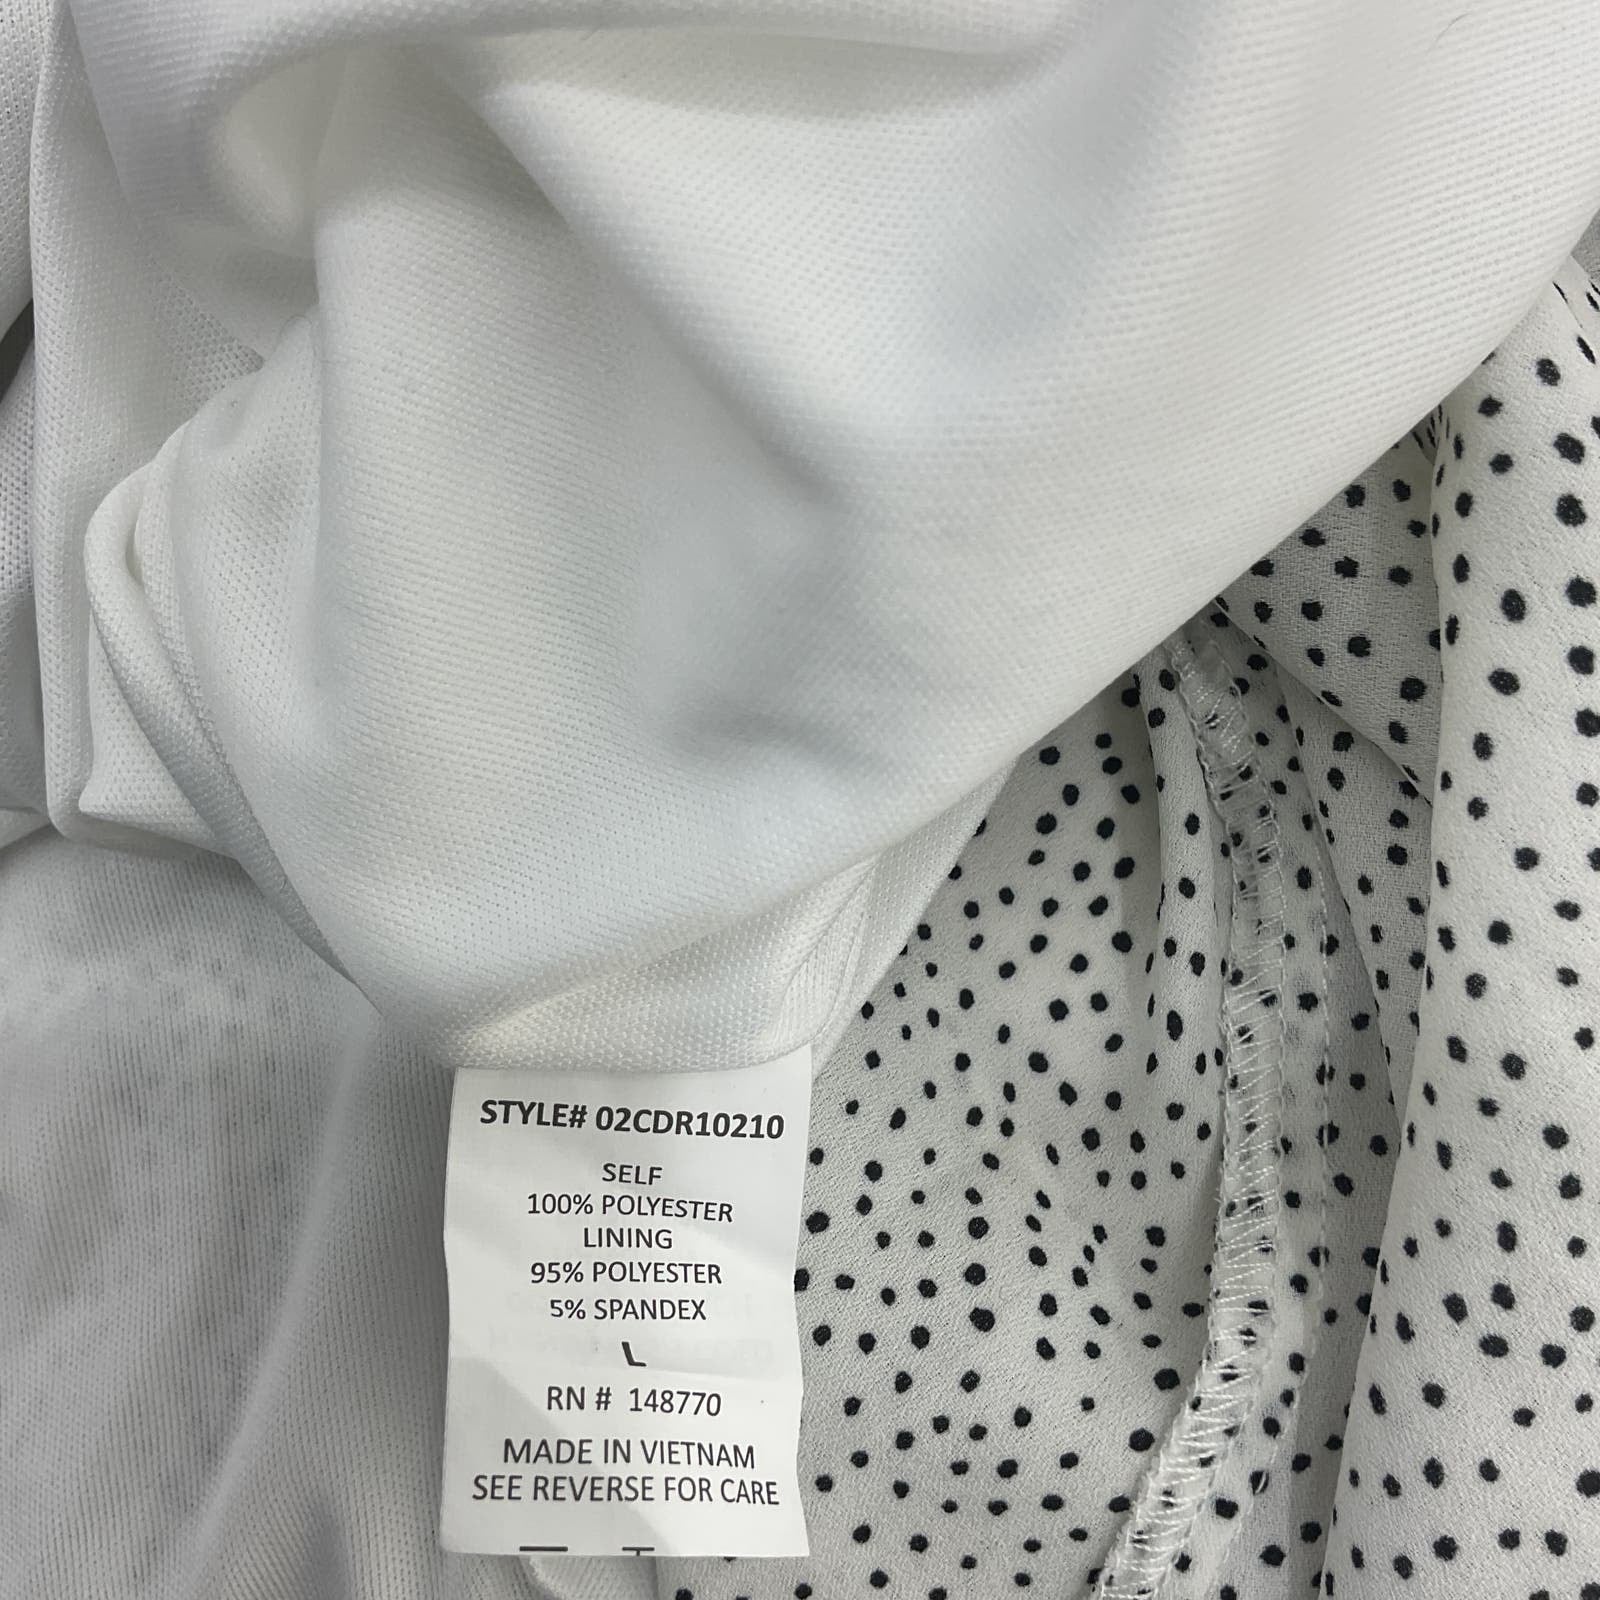 STYLE# 02CDR10210
SELF
100% POLYESTER
LINING
95% POLYESTER
5% SPANDEX
L
RN # 148770
MADE IN VIETNAM
SEE REVERSE FOR CARE